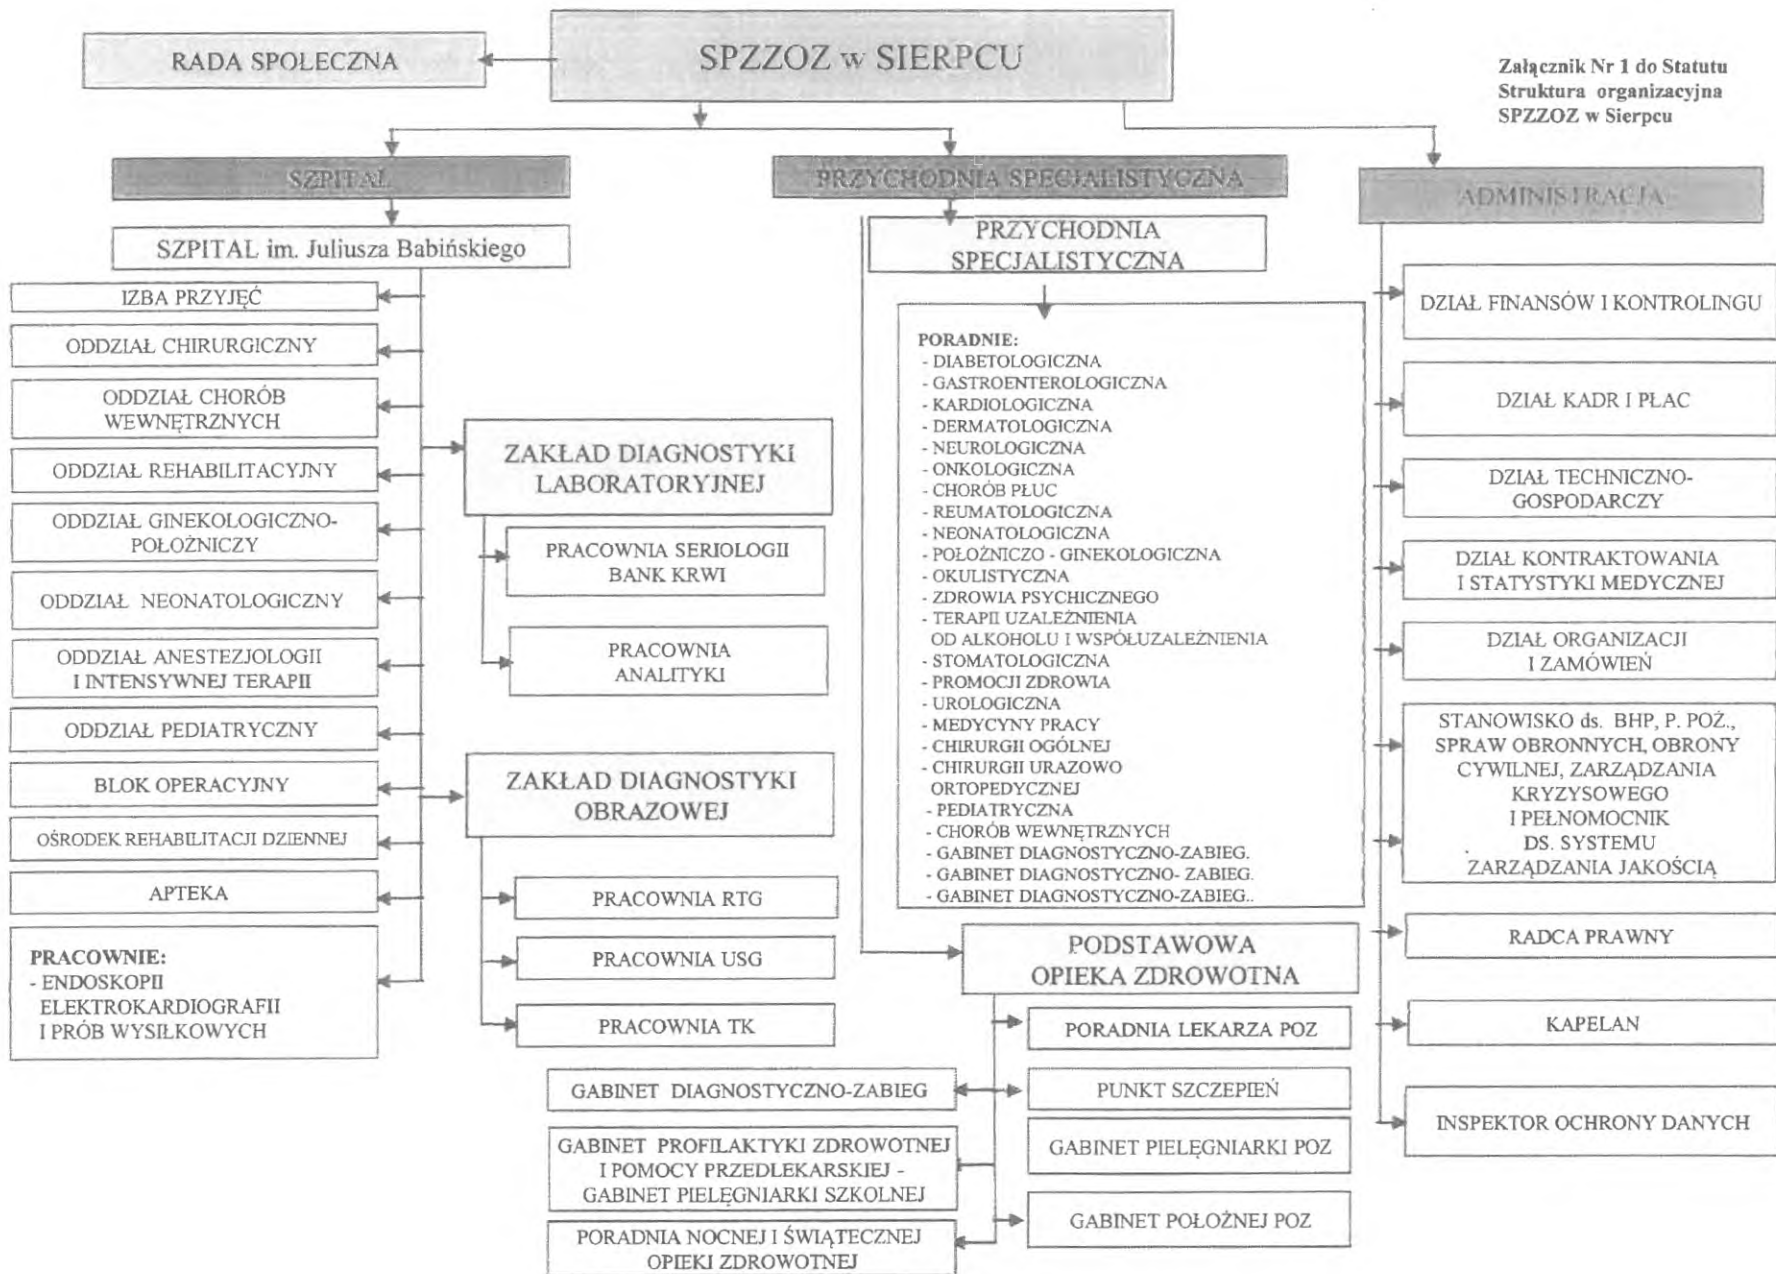 SPZZOZ w SIERPCU
RADA SPOŁECZNA
Załącznik Nr 1 do Statutu
Struktura organizacyjna
SPZZOZ w Sierpcu
SZPITAL
PRZYCHODNIA SPECJALISTYCZNA
ADMINISTRACJA
SZPITAL im. Juliusza Babińskiego
IZBA PRZYJĘĆ
ODDZIAŁ CHIRURGICZNY
ODDZIAŁ CHORÓB
WEWNĘTRZNYCH
ODDZIAŁ REHABILITACYJNY
ODDZIAŁ GINEKOLOGICZNO-
POŁOŻNICZY
ODDZIAŁ NEONATOLOGICZNY
ODDZIAŁ ANESTEZJOLOGII
I INTENSYWNEJ TERAPII
ODDZIAŁ PEDIATRYCZNY
BLOK OPERACYJNY
OŚRODEK REHABILITACJI DZIENNEJ
APTEKA
PRACOWNIE:
- ENDOSKOPII
ELEKTROKARDIOGRAFII
I PRÓB WYSIŁKOWYCH
ZAKŁAD DIAGNOSTYKI
LABORATORYJNEJ
PRACOWNIA SERIOLOGII
BANK KRWI
PRACOWNIA
ANALITYKI
ZAKŁAD DIAGNOSTYKI
OBRAZOWEJ
PRACOWNIA RTG
PRACOWNIA USG
PRACOWNIA TK
PRZYCHODNIA
SPECJALISTYCZNA
PORADNIE:
- DIABETOLOGICZNA
- GASTROENTEROLOGICZNA
- KARDIOLOGICZNA
- DERMATOLOGICZNA
- NEUROLOGICZNA
- ONKOLOGICZNA
- CHORÓB PŁUC
- REUMATOLOGICZNA
- NEONATOLOGICZNA
- POŁOŻNICZO - GINEKOLOGICZNA
- OKULISTYCZNA
- ZDROWIA PSYCHICZNEGO
- TERAPII UZALEŻNIENIA
OD ALKOHOLU I WSPÓŁUZALEŻNIENIA
- STOMATOLOGICZNA
- PROMOCJI ZDROWIA
- UROLOGICZNA
- MEDYCYNY PRACY
- CHIRURGII OGÓLNEJ
- CHIRURGII URAZOWO
ORTOPEDYCZNEJ
- PEDIATRYCZNA
- CHORÓB WEWNĘTRZNYCH
- GABINET DIAGNOSTYCZNO-ZABIEG.
- GABINET DIAGNOSTYCZNO- ZABIEG.
- GABINET DIAGNOSTYCZNO-ZABIEG..
PODSTAWOWA
OPIEKA ZDROWOTNA
PORADNIA LEKARZA POZ
PUNKT SZCZEPIEŃ
GABINET PIELĘGNIARKI POZ
GABINET POŁOŻNEJ POZ
GABINET DIAGNOSTYCZNO-ZABIEG
GABINET PROFILAKTYKI ZDROWOTNEJ
I POMOCY PRZEDLEKARSKIEJ -
GABINET PIELĘGNIARKI SZKOLNEJ
PORADNIA NOCNEJ I ŚWIĄTECZNEJ
OPIEKI ZDROWOTNEJ
DZIAŁ FINANSÓW I KONTROLINGU
DZIAŁ KADR I PŁAC
DZIAŁ TECHNICZNO-
GOSPODARCZY
DZIAŁ KONTRAKTOWANIA
I STATYSTYKI MEDYCZNEJ
DZIAŁ ORGANIZACJI
I ZAMÓWIEŃ
STANOWISKO ds. BHP, P. POŻ.,
SPRAW OBRONNYCH, OBRONY
CYWILNEJ, ZARZĄDZANIA
KRYZYSOWEGO
I PEŁNOMOCNIK
DS. SYSTEMU
ZARZĄDZANIA JAKOŚCIĄ
RADCA PRAWNY
KAPELAN
INSPEKTOR OCHRONY DANYCH